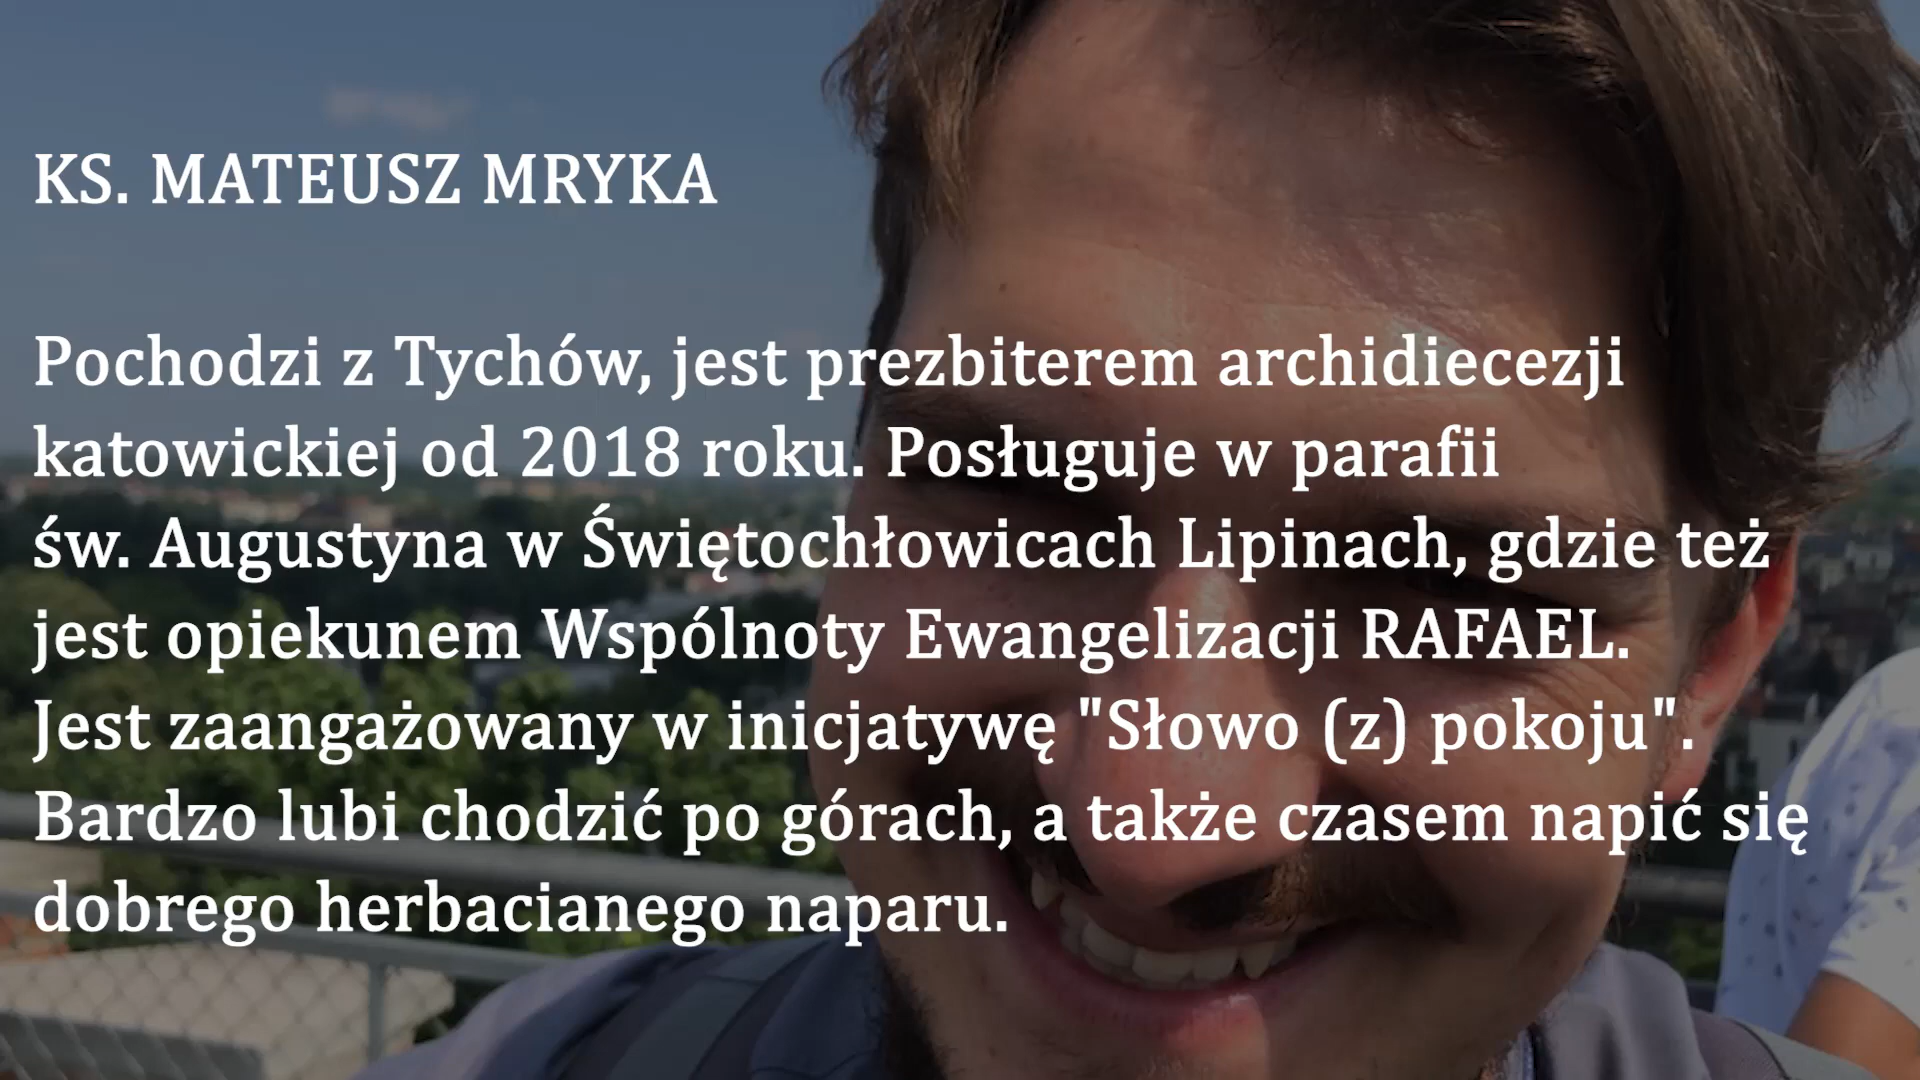 KS. MATEUSZ MRYKA
Pochodzi z Tychów, jest prezbiterem archidiecezji
katowickiej od 2018 roku. Posługuje w parafii
św. Augustyna w Świętochłowicach Lipinach, gdzie też
jest opiekunem Wspólnoty Ewangelizacji RAFAEL.
Jest zaangażowany w inicjatywę "Słowo (z) pokoju".
Bardzo lubi chodzić po górach, a także czasem napić się
dobrego herbacianego naparu.